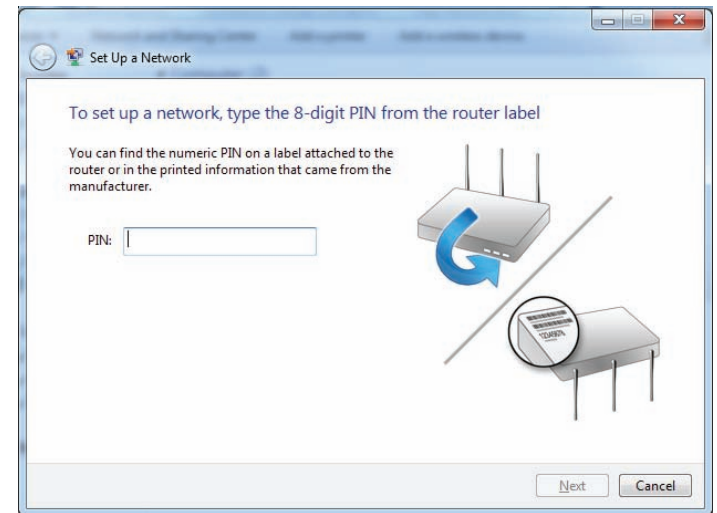 Set Up a Network
To set up a network, type the 8-digit PIN from the router label
You can find the numeric PIN on a label attached to the
router or in the printed information that came from the
manufacturer.
PIN:
Next
Cancel